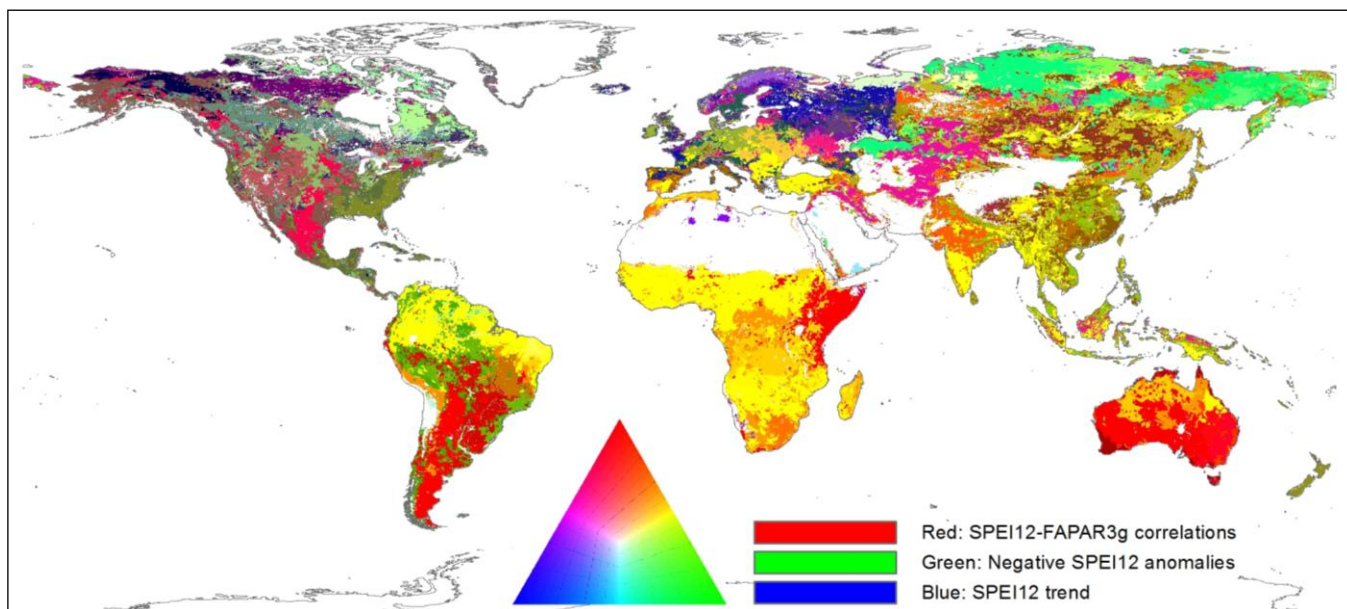 Red: SPEI12-FAPAR3g correlations
Green: Negative SPEI12 anomalies
Blue: SPEI12 trend